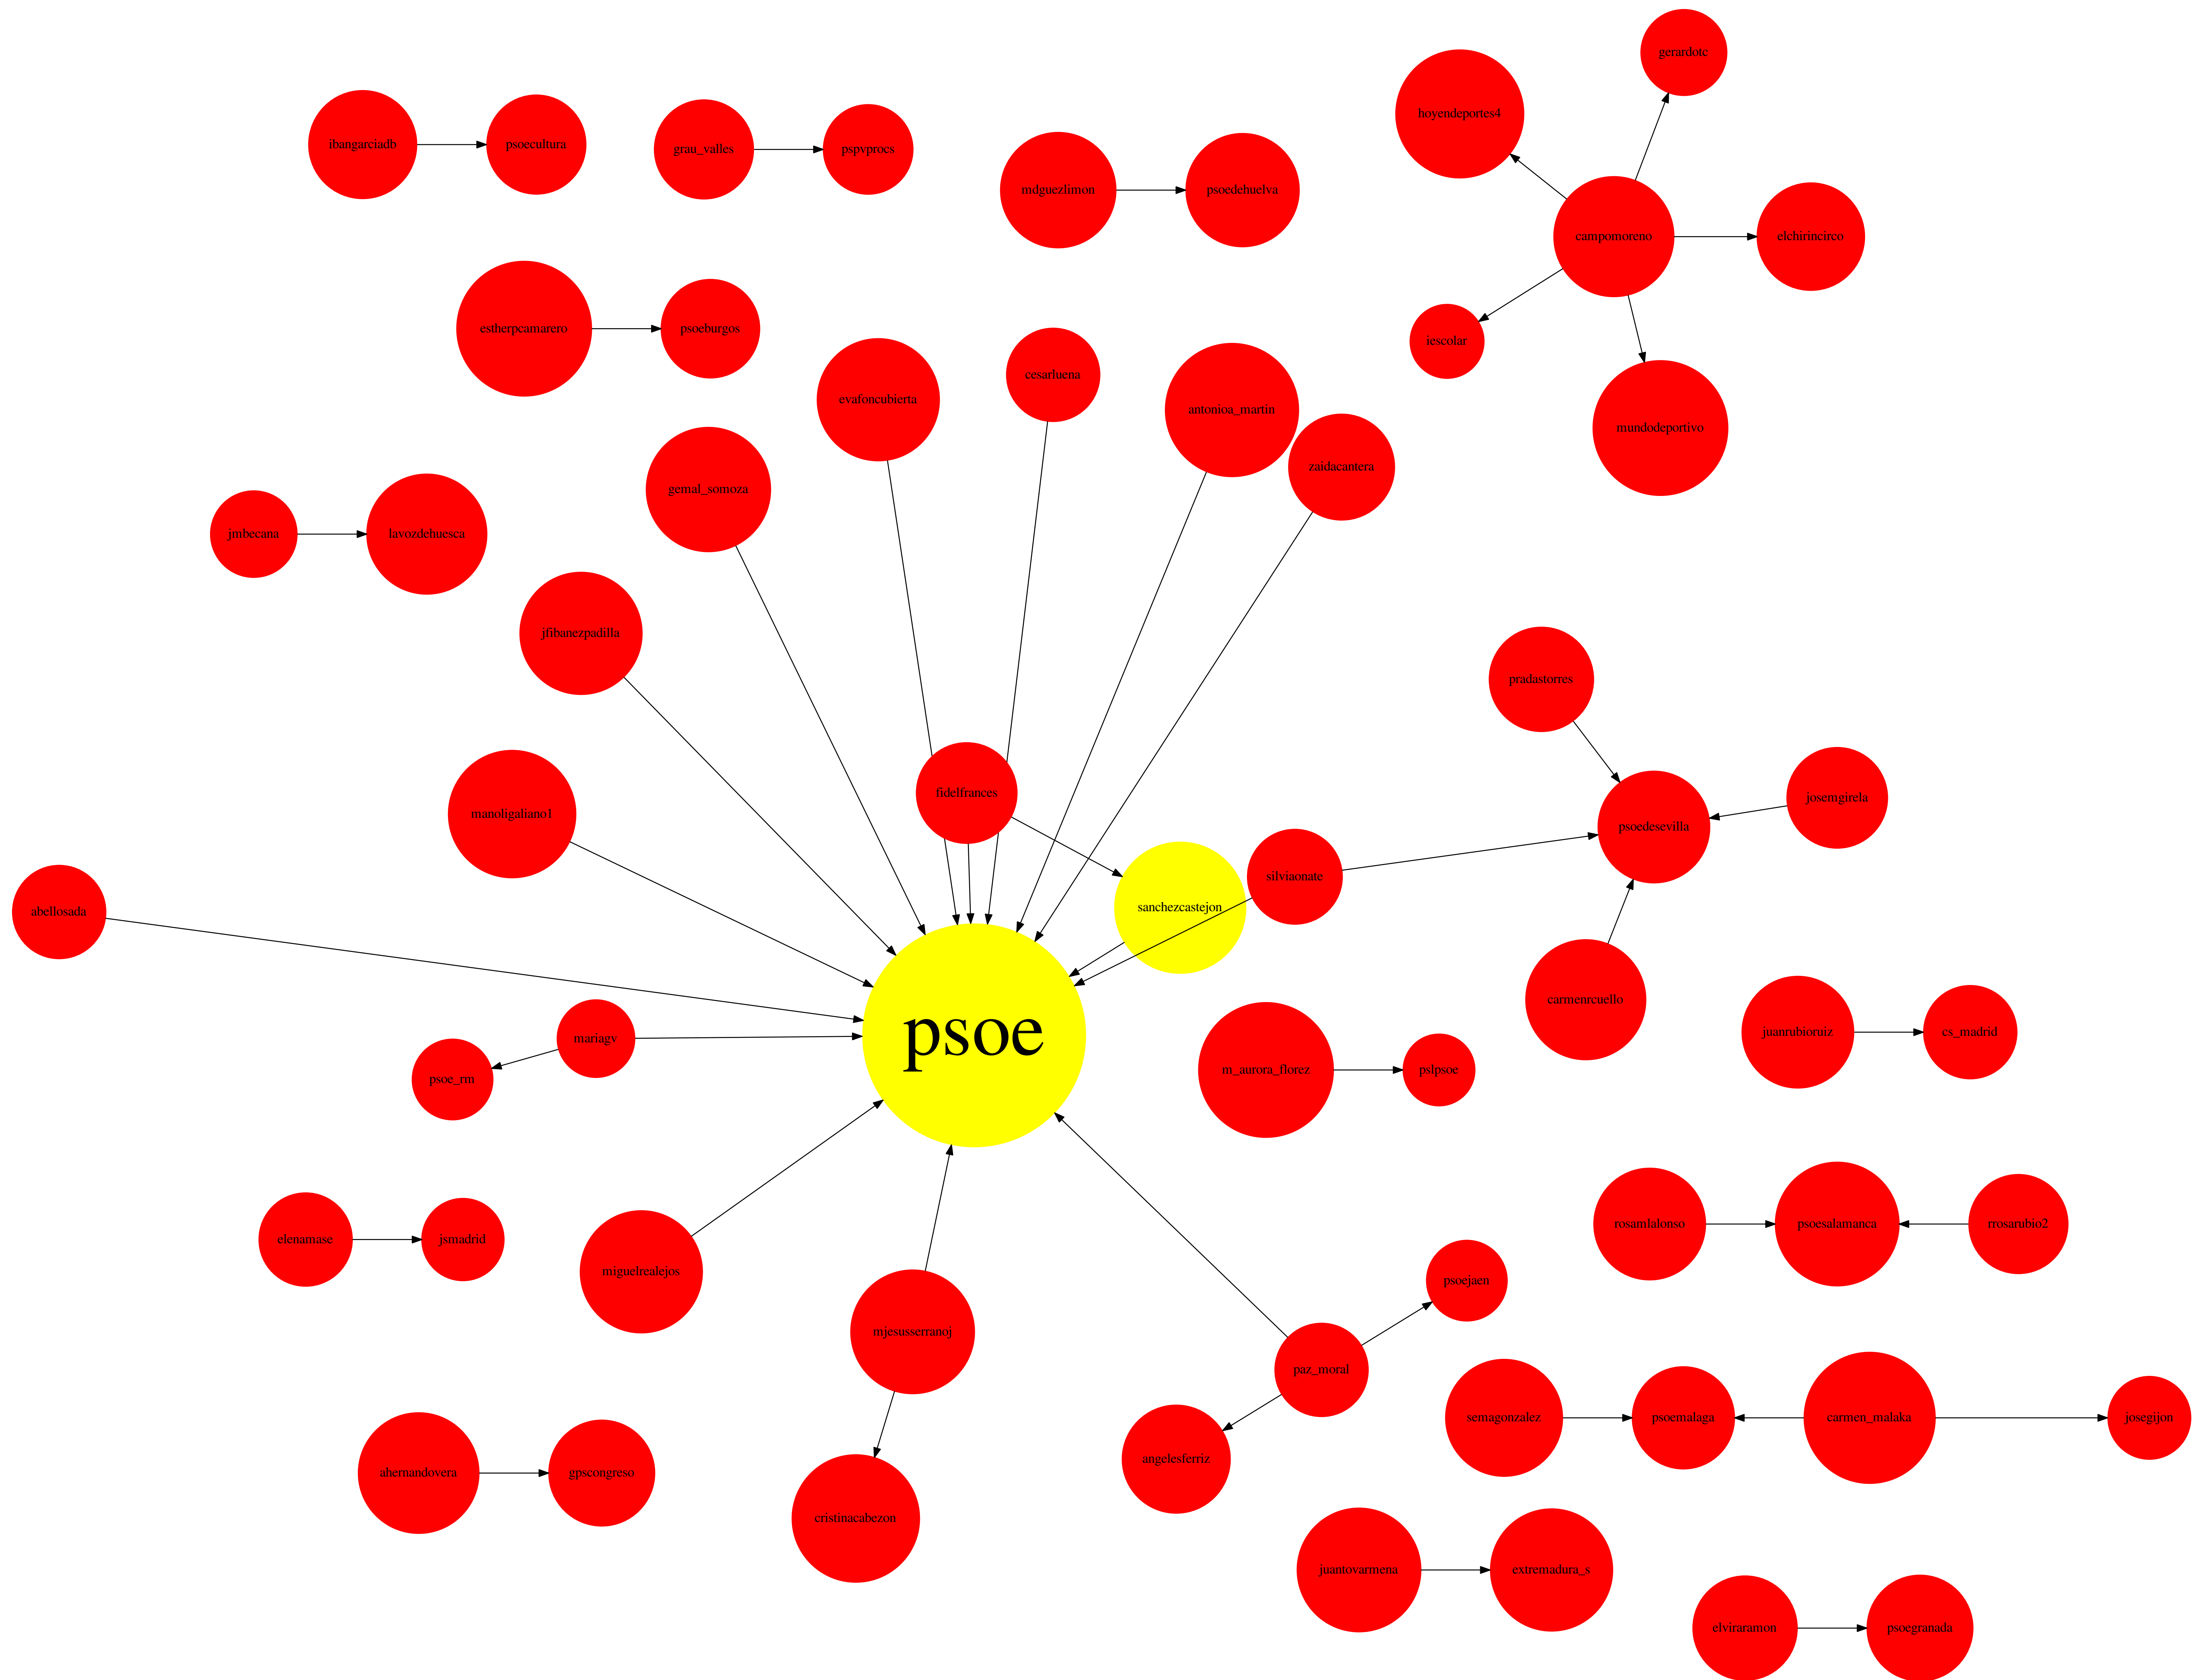 gerardotc
hoyendeportes4
ibangarciadb
psoecultura
grau_valles
pspvprocs
mdguezlimon
psoedehuelva
campomoreno
elchirincirco
estherpcamarero
psoeburgos
iescolar
cesarluena
evafoncubierta
antonioa_martin
mundodeportivo
zaidacantera
gemal_somoza
jmbecana
lavozdehuesca
jfibanezpadilla
pradastorres
fidelfrances
josemgirela
manoligaliano1
psoedesevilla
silviaonate
sanchezcastejon
abellosada
carmenrcuello
psoe
mariagv
juanrubioruiz
cs_madrid
m_aurora_florez
pslpsoe
psoe_rm
rosamlalonso
psoesalamanca
rrosarubio2
elenamase
jsmadrid
miguelrealejos
psoejaen
mjesusserranoj
paz_moral
semagonzalez
psoemalaga
carmen_malaka
josegijon
angelesferriz
ahernandovera
gpscongreso
cristinacabezon
juantovarmena
extremadura_s
elviraramon
psoegranada